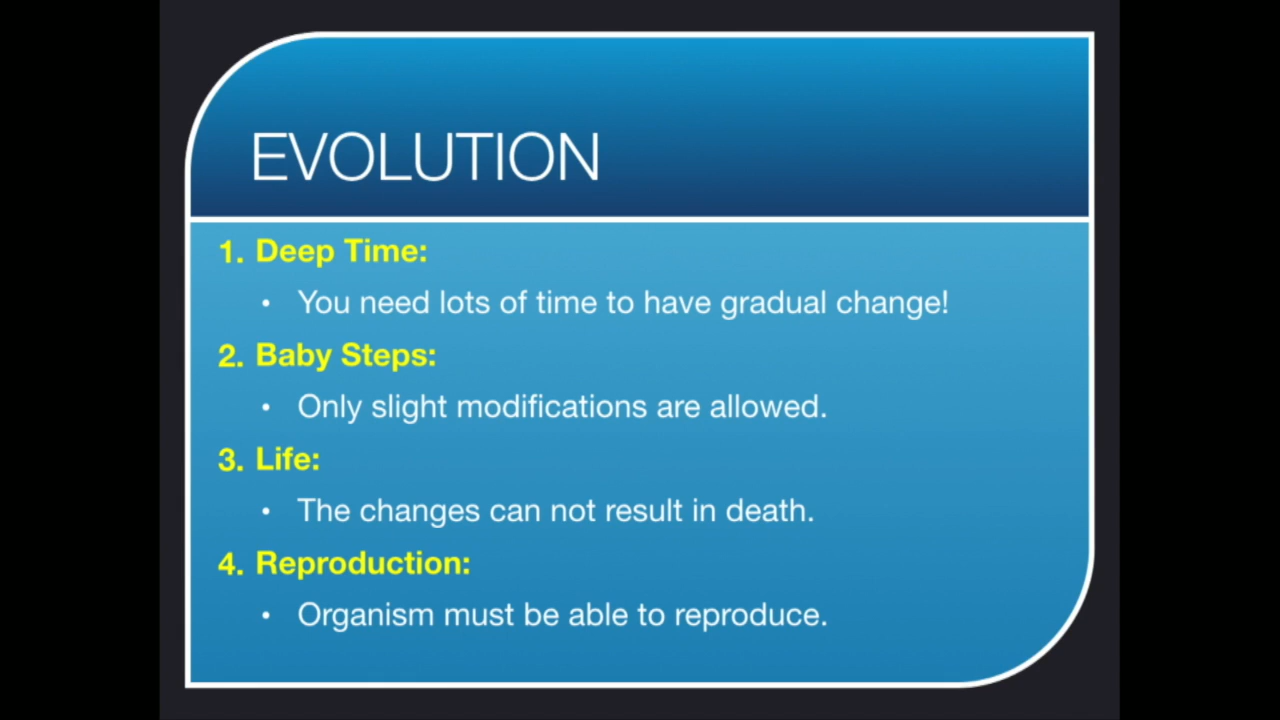 EVOLUTION
1. Deep Time:
• You need lots of time to have gradual change!
2. Baby Steps:
• Only slight modifications are allowed.
3. Life:
• The changes can not result in death.
4. Reproduction:
• Organism must be able to reproduce.